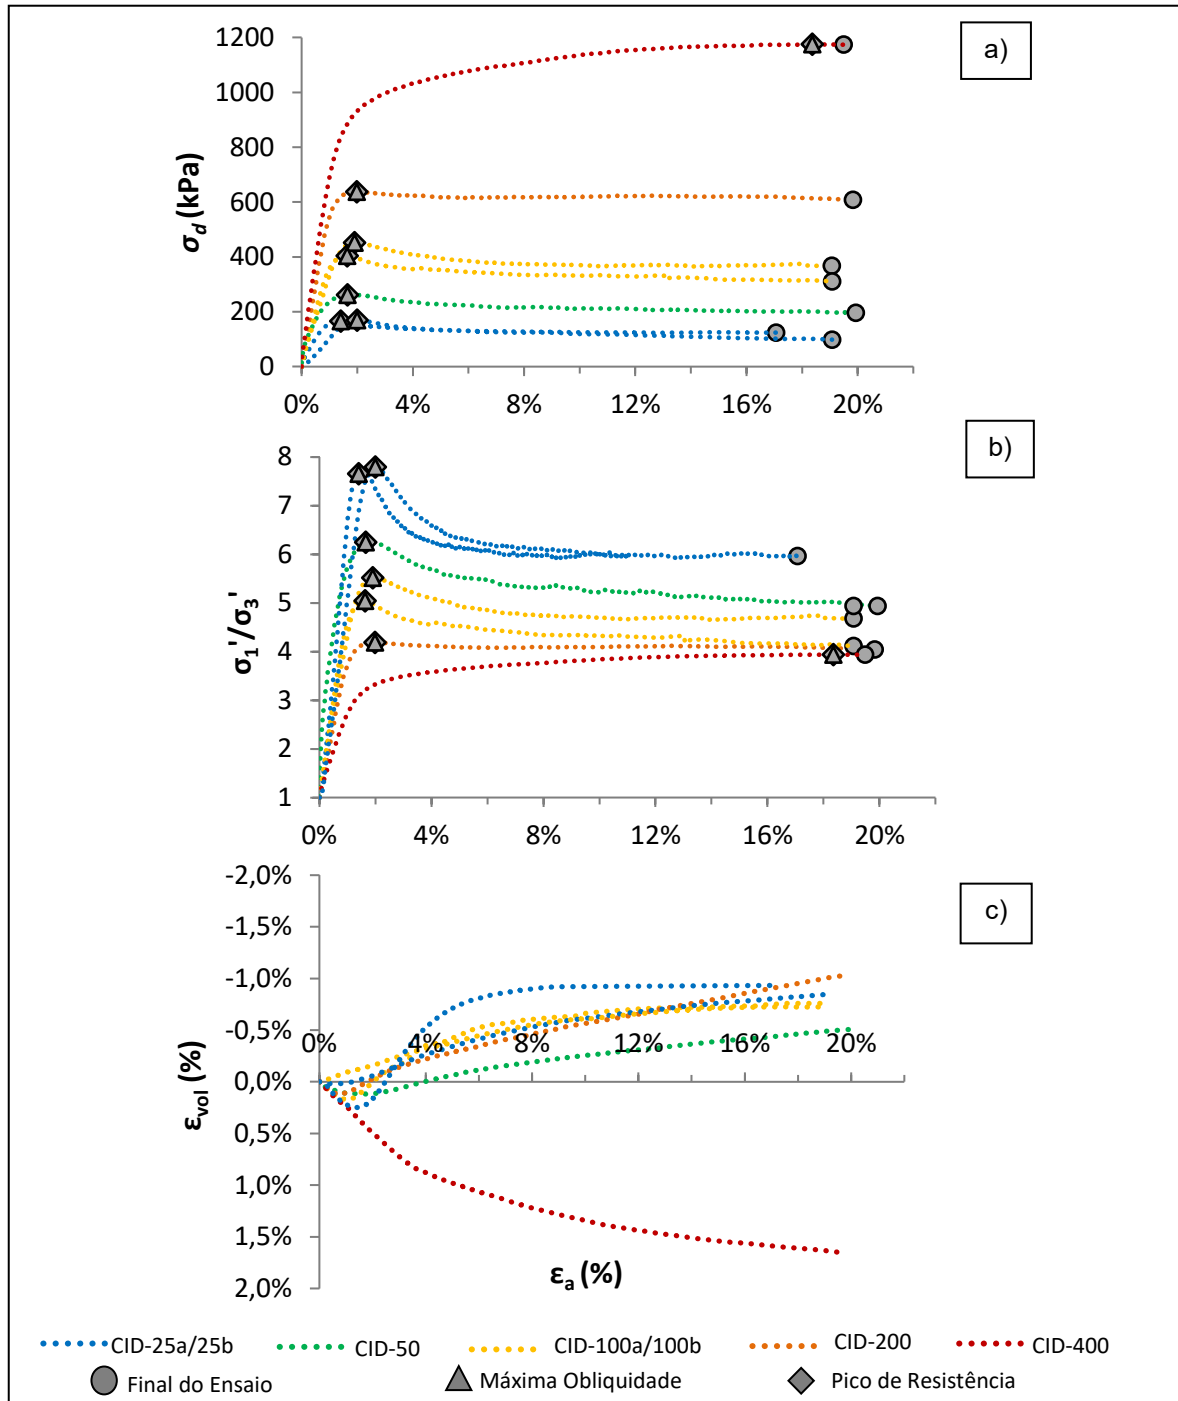 a)
1200
1000
800
600
400
200
0
σd (kPa)
0% 4% 8% 12% 16% 20%
b)
8
7
6
5
4
3
2
1
σ1'/σ3'
0% 4% 8% 12% 16% 20%
c)
-2,0%
-1,5%
-1,0%
-0,5%
0,0%
0,5%
1,0%
1,5%
2,0%
εvol (%)
0% 4% 8% 12% 16% 20%
εa (%)
CID-25a/25b CID-50 CID-100a/100b CID-200 CID-400
Final do Ensaio Máxima Obliquidade Pico de Resistência